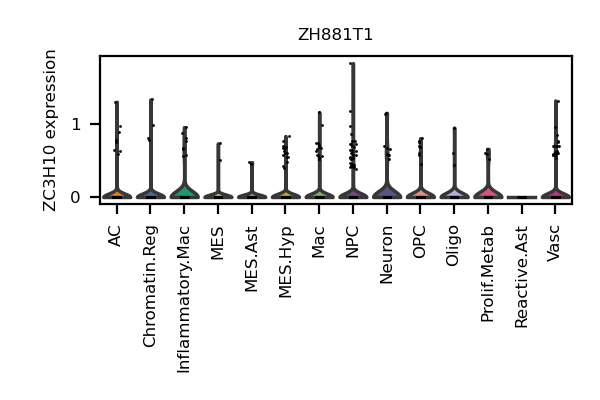 ZH881T1
ZC3H10 expression
1
0
AC
Chromatin.Reg
Inflammatory.Mac
MES
MES.Ast
MES.Hyp
Mac
NPC
Neuron
OPC
Oligo
Prolif.Metab
Reactive.Ast
Vasc